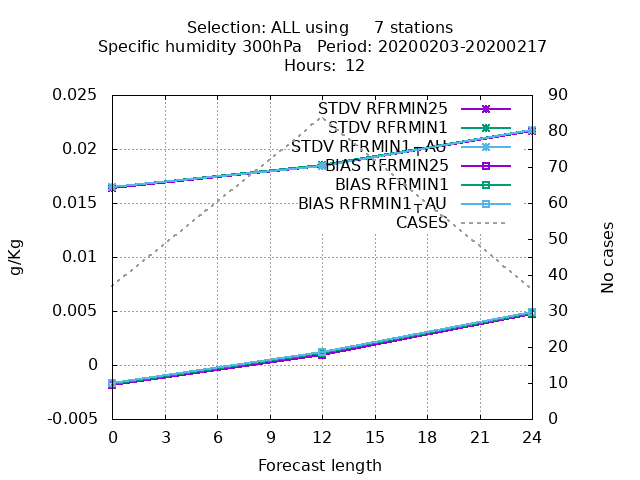 Selection: ALL using     7 stations
Specific humidity 300hPa   Period: 20200203-20200217
Hours: 12
0.025
0.02
0.015
0.01
0.005
0
-0.005
90
80
70
60
50
40
30
20
10
0
g/Kg
No cases
STDV RFRMIN25
STDV RFRMIN1
STDV RFRMIN1_TAU
BIAS RFRMIN25
BIAS RFRMIN1
BIAS RFRMIN1_TAU
CASES
0 3 6 9 12 15 18 21 24
Forecast length